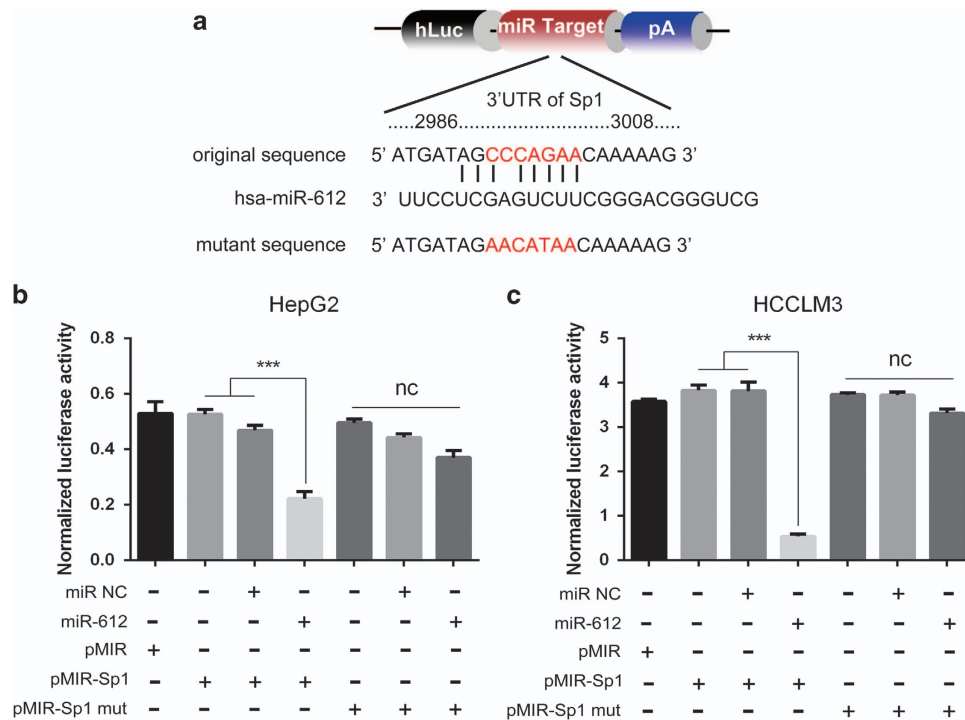 a
hLuc miR Target pA
3'UTR of Sp1
.....2986............................3008.....
original sequence 5' ATGATAGCCCAGAACAAAAAG 3'
hsa-miR-612 3' UUCCUCGAGUCUUCGGGACGGGUCG
mutant sequence 5' ATGATAGAACATAACAAAAAG 3'
b
HepG2
Normalized luciferase activity
0.8
0.6
0.4
0.2
0.0
***
nc
miR NC - - + - - + -
miR-612 - - - + - - +
pMIR + - - - - - -
pMIR-Sp1 - + + + - - -
pMIR-Sp1 mut - - - - + + +
c
HCCLM3
Normalized luciferase activity
5
4
3
2
1
0
***
nc
miR NC - - + - - + -
miR-612 - - - + - - +
pMIR + - - - - - -
pMIR-Sp1 - + + + - - -
pMIR-Sp1 mut - - - - + + +